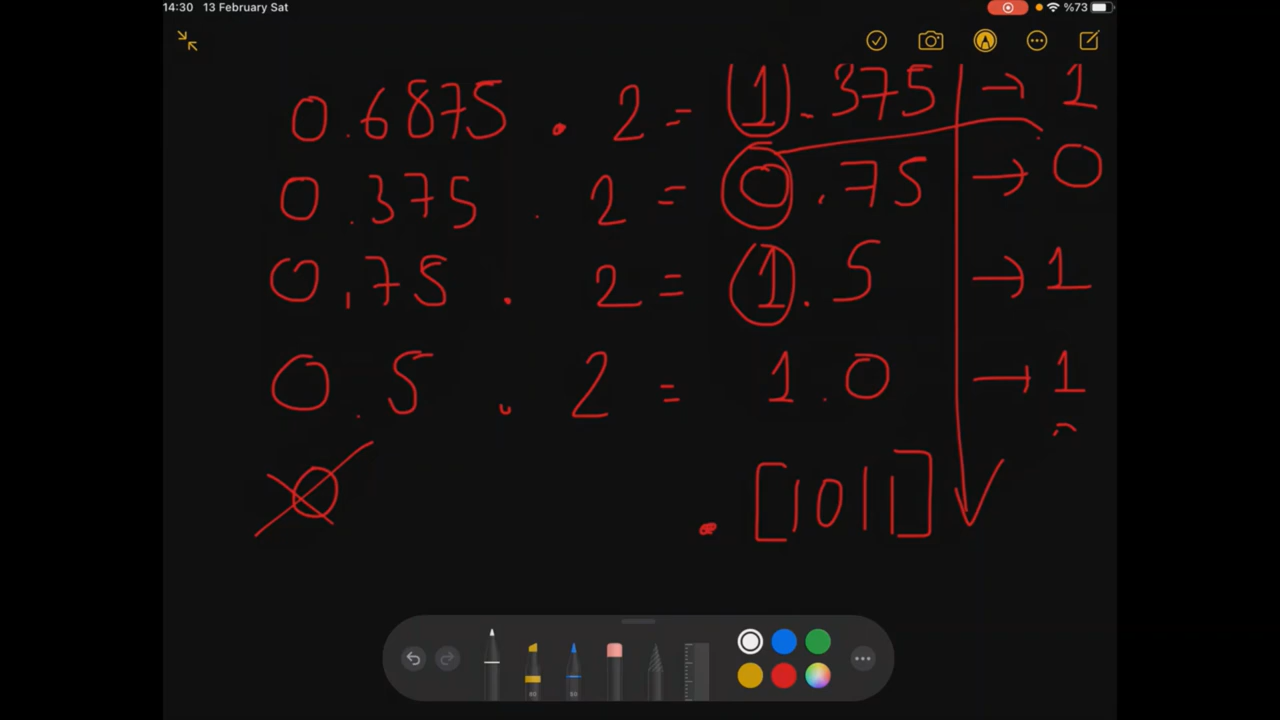 14:30 13 February Sat %73
0.6875 . 2 = 1.375 → 1
0.375 . 2 = 0.75 → 0
0,75 . 2 = 1.5 → 1
0.5 . 2 = 1.0 → 1
0
. [1011]